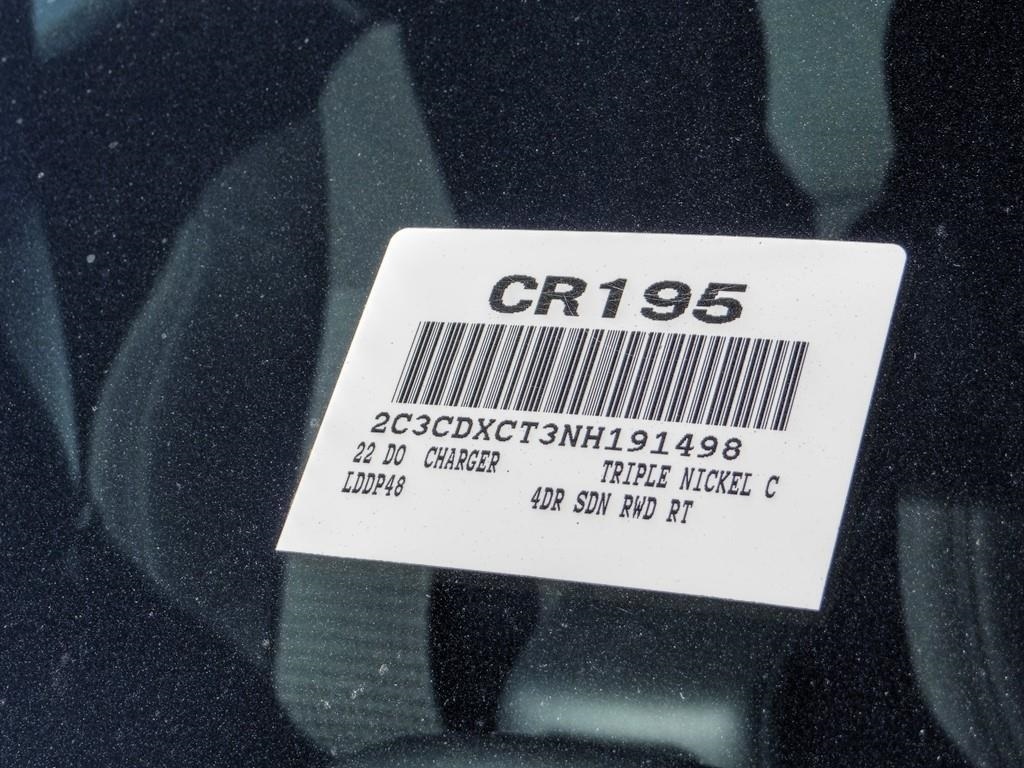 CR195
2C3CDXCT3NH191498
22 DO CHARGER TRIPLE NICKEL C
LDDP48 4DR SDN RWD RT